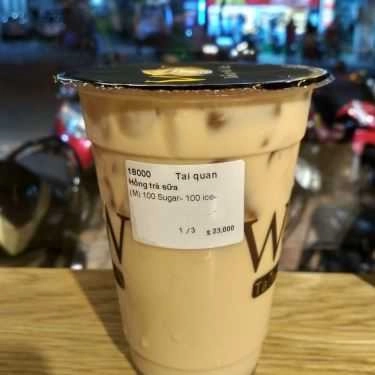 18000 Tai quan
Hồng trà sữa
(M) 100 Sugar- 100 ice-
1 / 3 $ 23,000
W
W